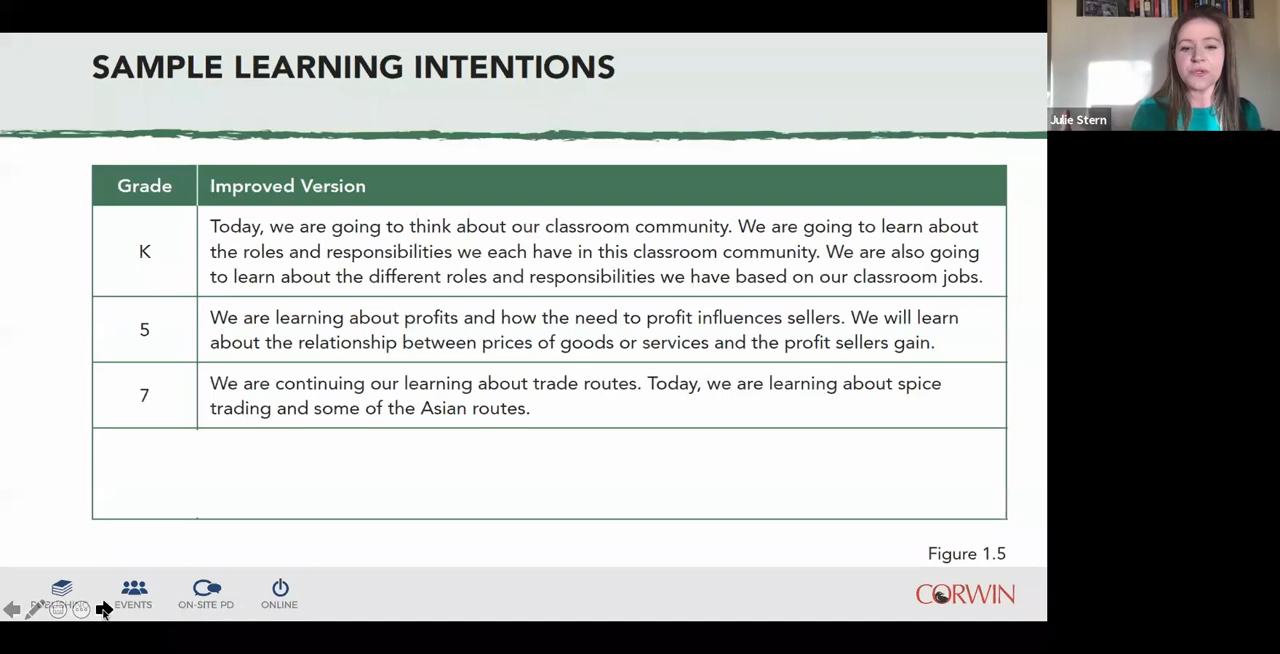 SAMPLE LEARNING INTENTIONS
Julie Stern
Grade
Improved Version
K
Today, we are going to think about our classroom community. We are going to learn about
the roles and responsibilities we each have in this classroom community. We are also going
to learn about the different roles and responsibilities we have based on our classroom jobs.
5
We are learning about profits and how the need to profit influences sellers. We will learn
about the relationship between prices of goods or services and the profit sellers gain.
7
We are continuing our learning about trade routes. Today, we are learning about spice
trading and some of the Asian routes.
Figure 1.5
EVENTS
ON-SITE PD
ONLINE
CORWIN